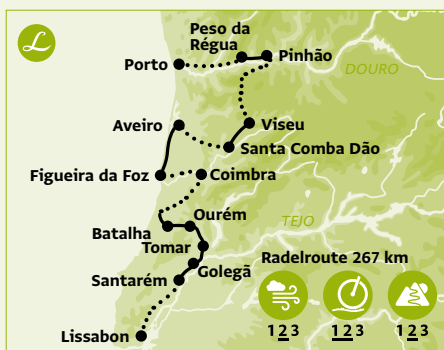 L
Peso da
Régua
Pinhão
Porto
DOURO
Aveiro
Viseu
Santa Comba Dão
Figueira da Foz
Coimbra
Ourém
TEJO
Batalha
Tomar
Radelroute 267 km
Golegã
Santarém
123
123
123
Lissabon